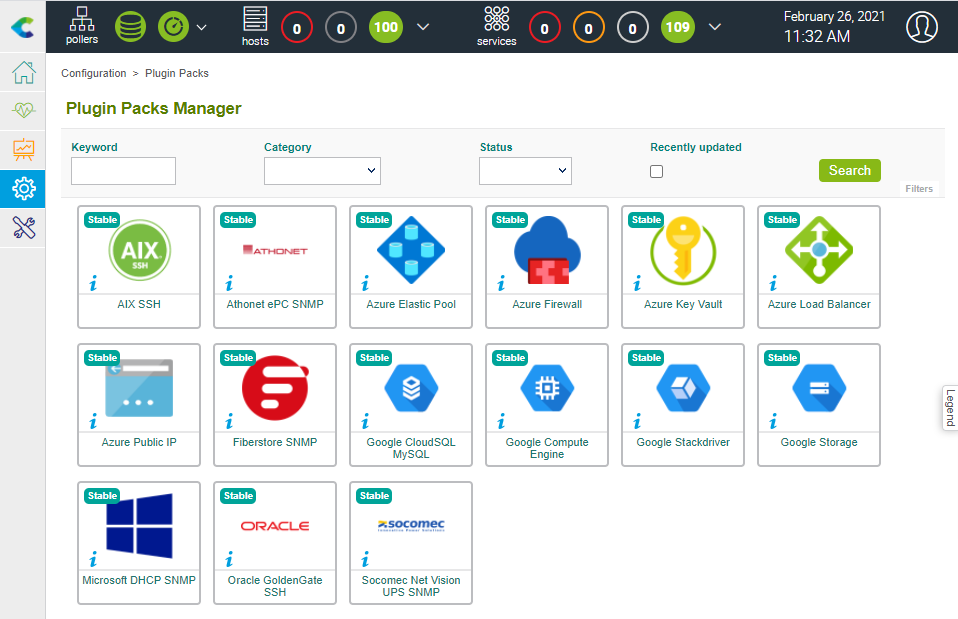 pollers
hosts
0
0
100
services
0
0
0
109
February 26, 2021
11:32 AM
Configuration > Plugin Packs
Plugin Packs Manager
Keyword
Category
Status
Recently updated
Search
Filters
Stable
AIX
SSH
i
AIX SSH
Stable
ATHONET
i
Athonet ePC SNMP
Stable
i
Azure Elastic Pool
Stable
i
Azure Firewall
Stable
i
Azure Key Vault
Stable
i
Azure Load Balancer
Stable
i
Azure Public IP
Stable
i
Fiberstore SNMP
Stable
i
Google CloudSQL
MySQL
Stable
i
Google Compute
Engine
Stable
i
Google Stackdriver
Stable
i
Google Storage
Legend
Stable
i
Microsoft DHCP SNMP
Stable
ORACLE
i
Oracle GoldenGate
SSH
Stable
socomec
Innovative Power Solutions
i
Socomec Net Vision
UPS SNMP